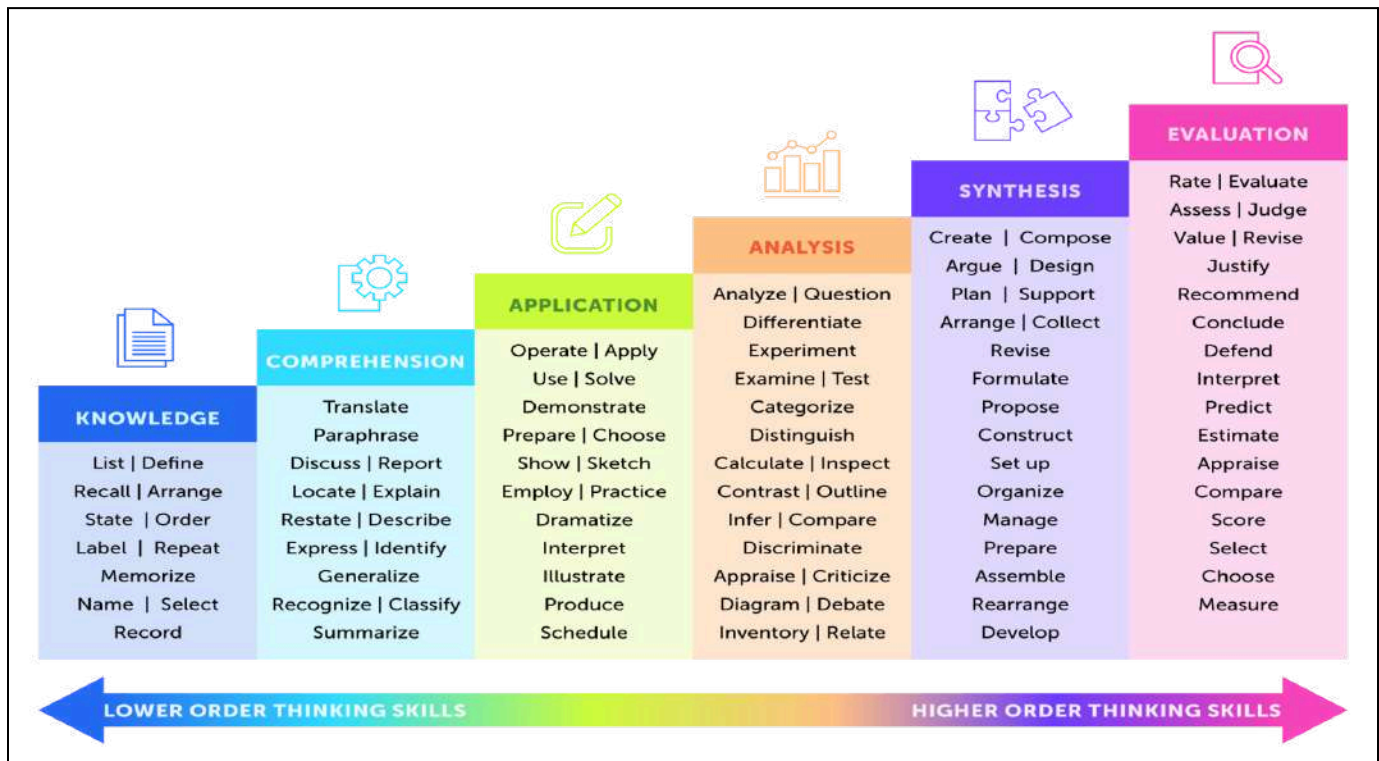 KNOWLEDGE
List | Define
Recall | Arrange
State | Order
Label | Repeat
Memorize
Name | Select
Record
COMPREHENSION
Translate
Paraphrase
Discuss | Report
Locate | Explain
Restate | Describe
Express | Identify
Generalize
Recognize | Classify
Summarize
APPLICATION
Operate | Apply
Use | Solve
Demonstrate
Prepare | Choose
Show | Sketch
Employ | Practice
Dramatize
Interpret
Illustrate
Produce
Schedule
ANALYSIS
Analyze | Question
Differentiate
Experiment
Examine | Test
Categorize
Distinguish
Calculate | Inspect
Contrast | Outline
Infer | Compare
Discriminate
Appraise | Criticize
Diagram | Debate
Inventory | Relate
SYNTHESIS
Create | Compose
Argue | Design
Plan | Support
Arrange | Collect
Revise
Formulate
Propose
Construct
Set up
Organize
Manage
Prepare
Assemble
Rearrange
Develop
EVALUATION
Rate | Evaluate
Assess | Judge
Value | Revise
Justify
Recommend
Conclude
Defend
Interpret
Predict
Estimate
Appraise
Compare
Score
Select
Choose
Measure
LOWER ORDER THINKING SKILLS
HIGHER ORDER THINKING SKILLS